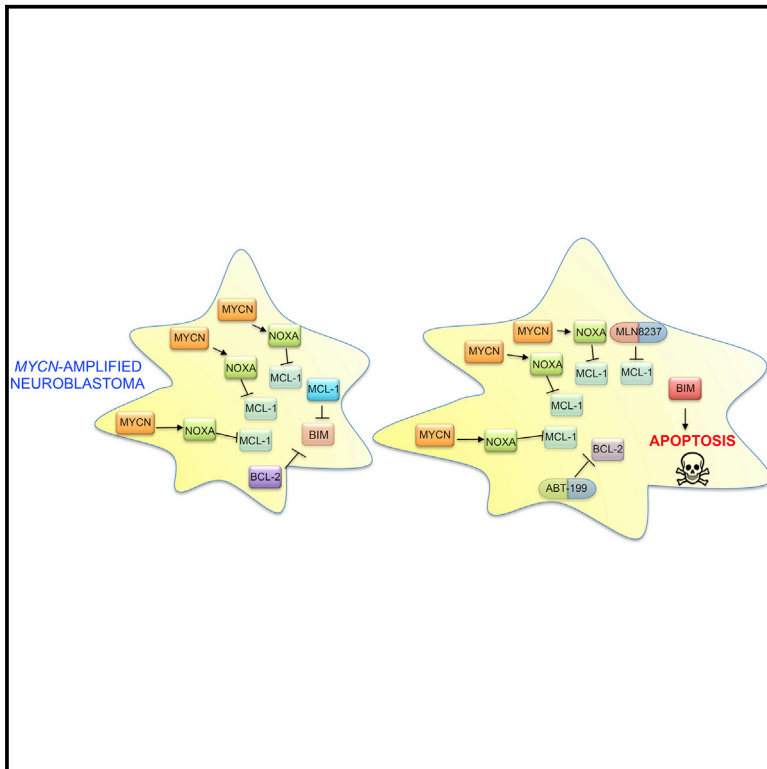 MYCN-AMPLIFIED
NEUROBLASTOMA
MYCN
MYCN
NOXA
NOXA
MCL-1
MCL-1
MCL-1
MYCN
NOXA
MCL-1
BIM
BCL-2
MYCN
NOXA
MLN8237
MYCN
NOXA
MCL-1
MCL-1
BIM
MCL-1
MYCN
NOXA
MCL-1
BCL-2
APOPTOSIS
ABT-199